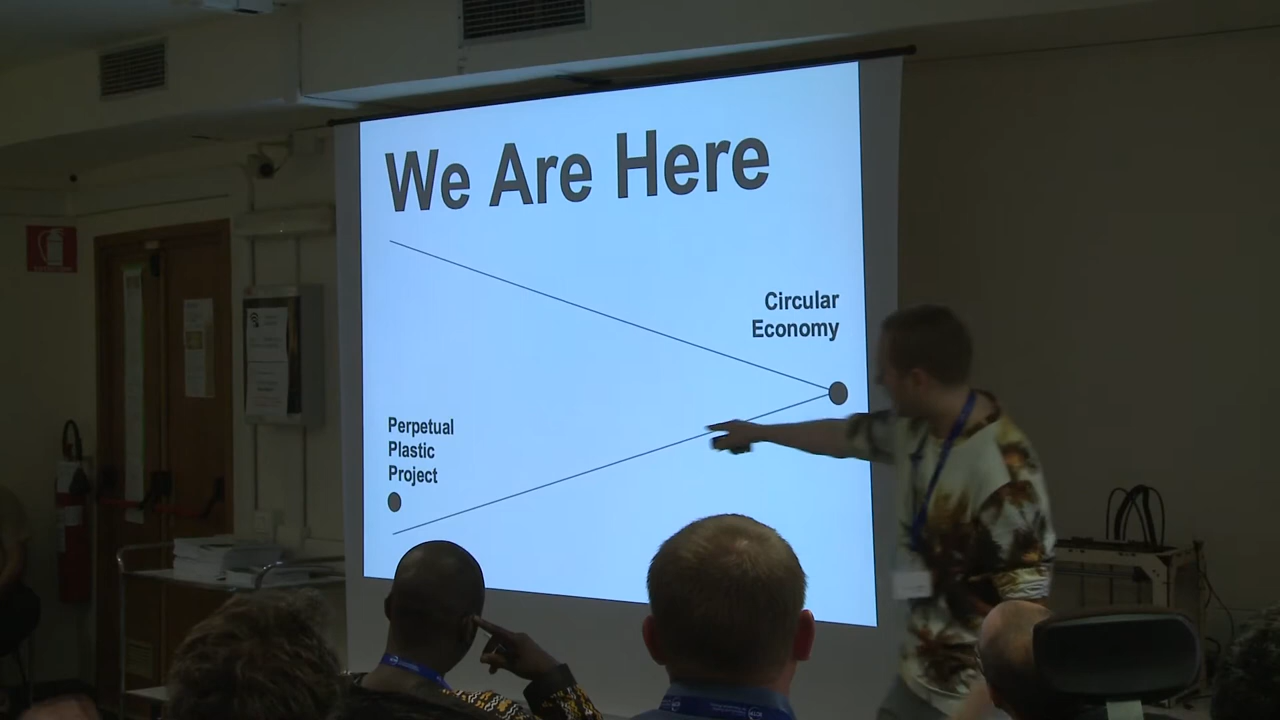 We Are Here
Circular
Economy
Perpetual
Plastic
Project